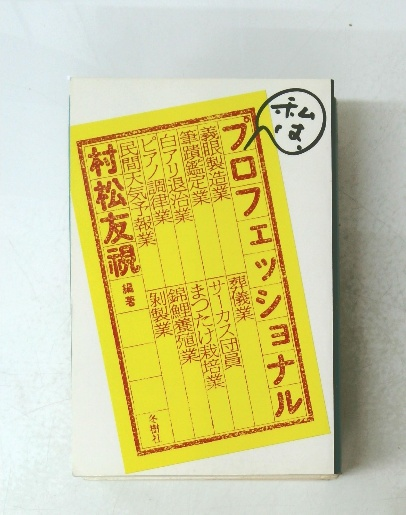 私は、
プロフェッショナル
義眼製造業
筆蹟鑑定業
白アリ退治業
ピアノ調律業
民間天気予報業
葬儀業
サーカス団員
まつたけ栽培業
錦鯉養殖業
剥製業
村松友視 編著
冬樹社